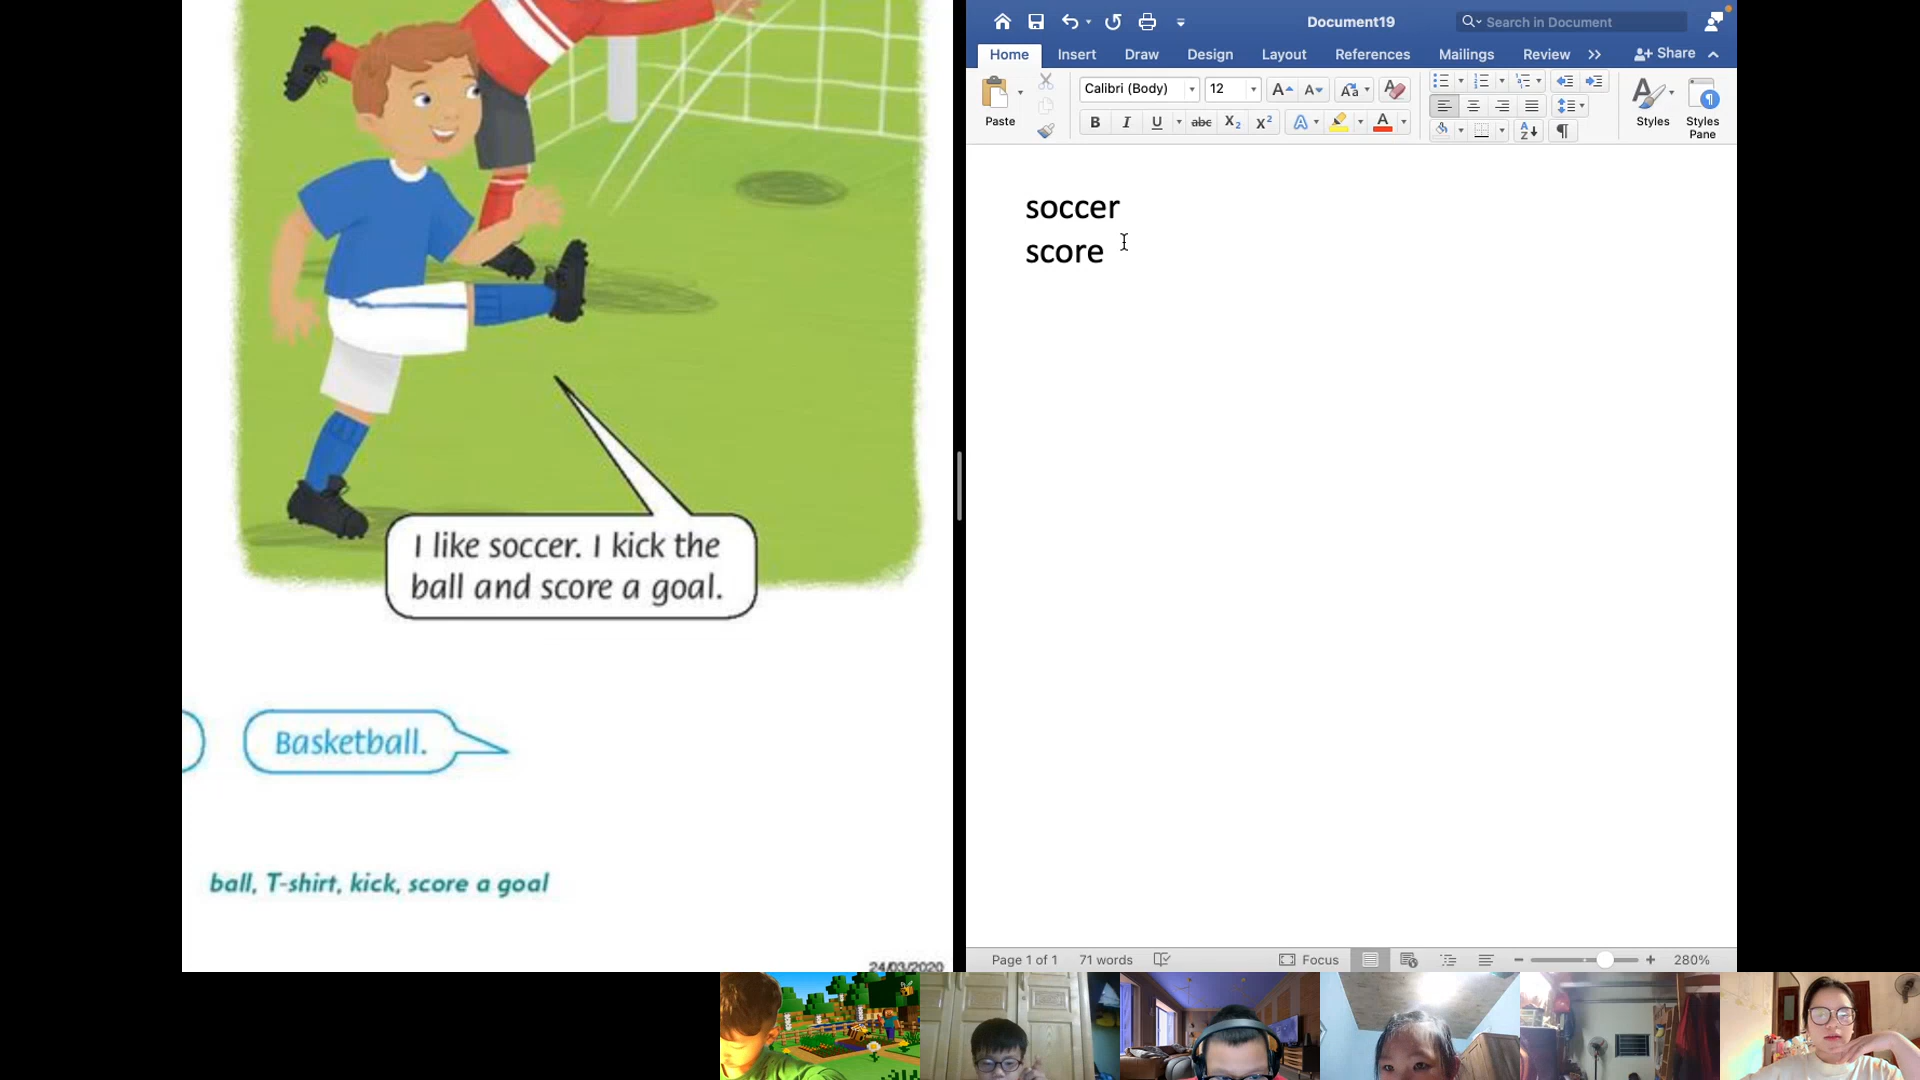 I like soccer. I kick the
ball and score a goal.
Basketball.
ball, T-shirt, kick, score a goal
24/03/2020
Document19
Search in Document
Home Insert Draw Design Layout References Mailings Review >> Share
Paste
Calibri (Body) 12
Styles
Styles
Pane
soccer
score
Page 1 of 1 71 words Focus 280%